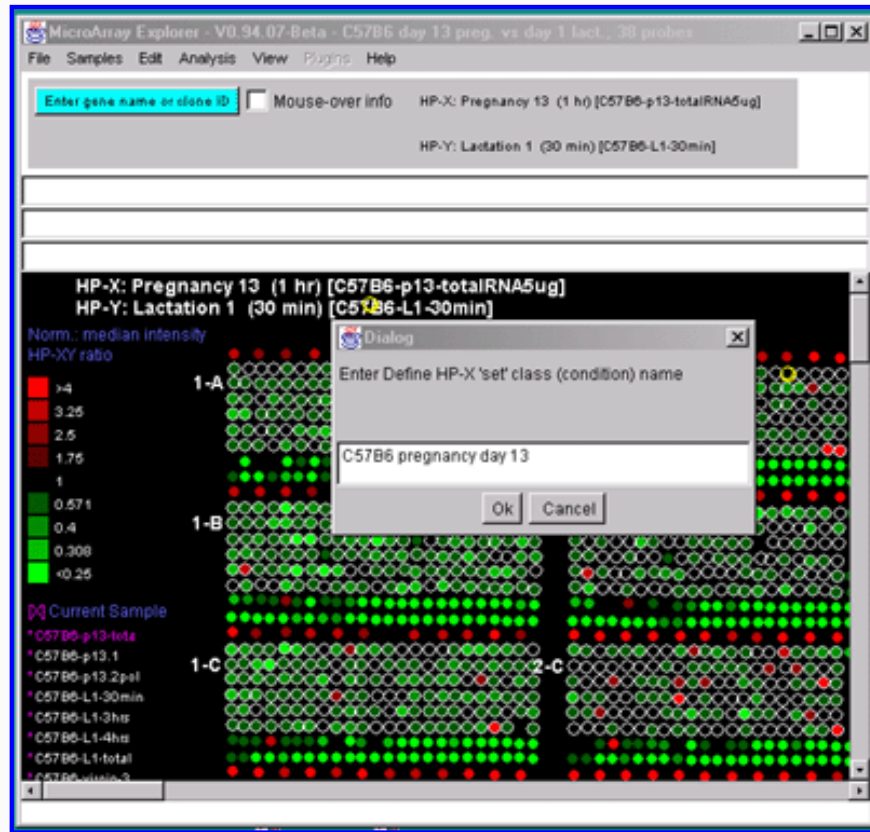 MicroArray Explorer - V0.94.07-Beta - C57B6 day 13 preg. vs day 1 lact., 38 probes
File Samples Edit Analysis View Plugins Help
Enter gene name or clone ID Mouse-over info HP-X: Pregnancy 13 (1 hr) [C57B6-p13-totalRNA5ug]
HP-Y: Lactation 1 (30 min) [C57B6-L1-30min]
HP-X: Pregnancy 13 (1 hr) [C57B6-p13-totalRNA5ug]
HP-Y: Lactation 1 (30 min) [C57B6-L1-30min]
Norm.: median intensity
HP-XY ratio
>4
3.25
2.5
1.75
1
0.571
0.4
0.308
<0.25
1-A
1-B
1-C
2-C
Dialog
Enter Define HP-X 'set' class (condition) name
C57B6 pregnancy day 13
Ok Cancel
Current Sample
*C57B6-p13-tota
*C57B6-p13.1
*C57B6-p13.2pol
*C57B6-L1-30min
*C57B6-L1-3hrs
*C57B6-L1-4hrs
*C57B6-L1-total
*C57B6-virgin-3